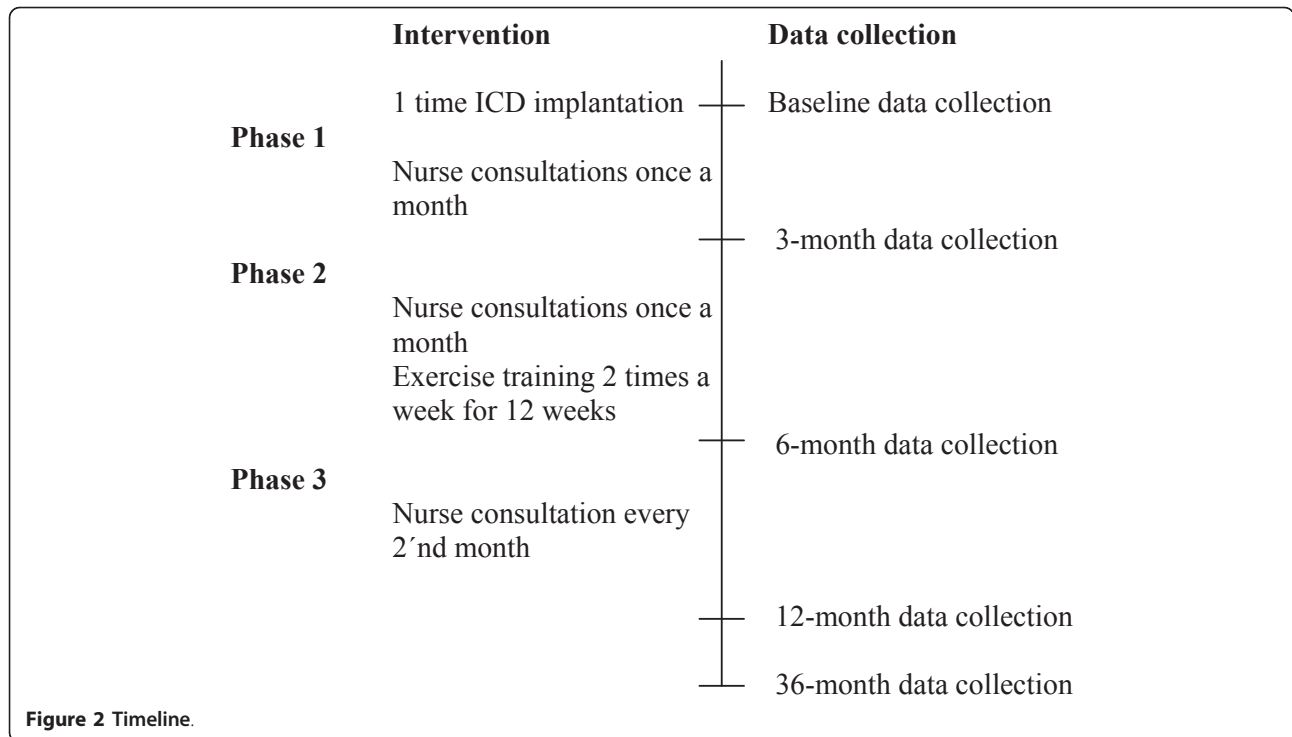 Intervention Data collection
1 time ICD implantation Baseline data collection
Phase 1
Nurse consultations once a
month
3-month data collection
Phase 2
Nurse consultations once a
month
Exercise training 2 times a
week for 12 weeks
6-month data collection
Phase 3
Nurse consultation every
2´nd month
12-month data collection
36-month data collection
Figure 2 Timeline.